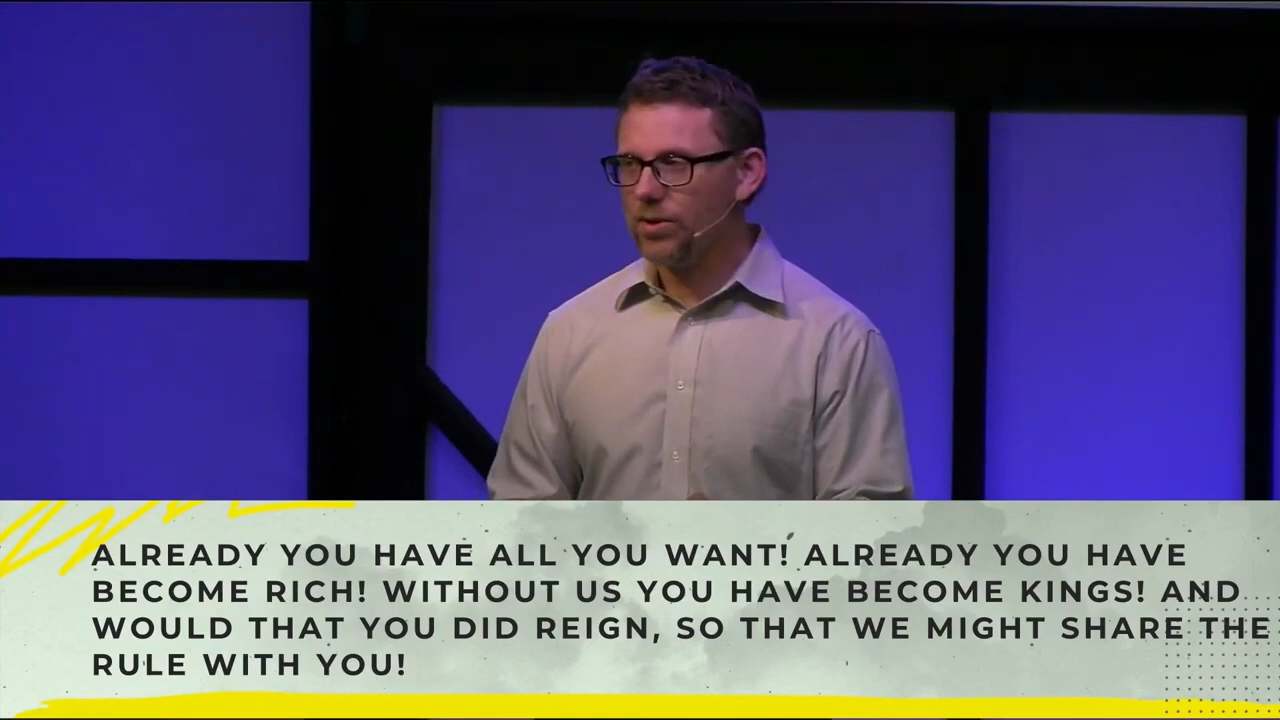 ALREADY YOU HAVE ALL YOU WANT! ALREADY YOU HAVE
BECOME RICH! WITHOUT US YOU HAVE BECOME KINGS! AND
WOULD THAT YOU DID REIGN, SO THAT WE MIGHT SHARE THE
RULE WITH YOU!